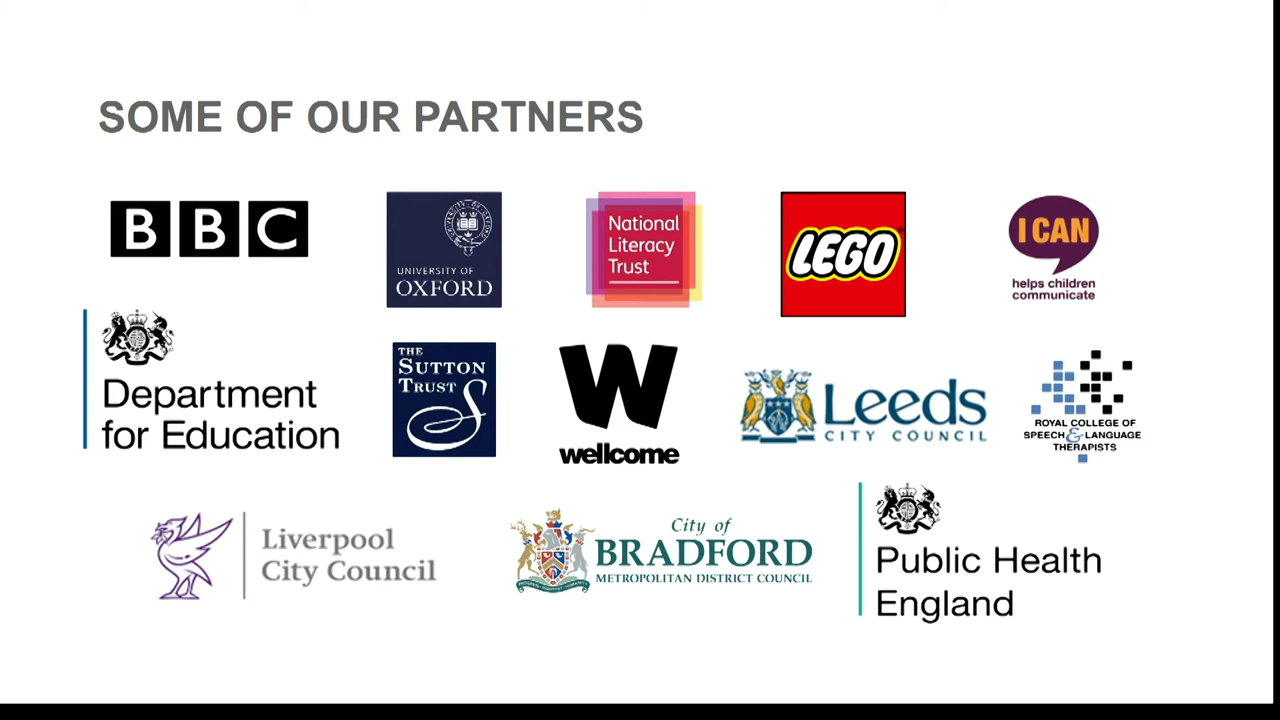 SOME OF OUR PARTNERS
BBC
UNIVERSITY OF
OXFORD
National
Literacy
Trust
LEGO
I CAN
helps children
communicate
Department
for Education
THE
SUTTON
TRUST
S
W
wellcome
Leeds
CITY COUNCIL
ROYAL COLLEGE OF
SPEECH & LANGUAGE
THERAPISTS
Liverpool
City Council
City of
BRADFORD
METROPOLITAN DISTRICT COUNCIL
Public Health
England